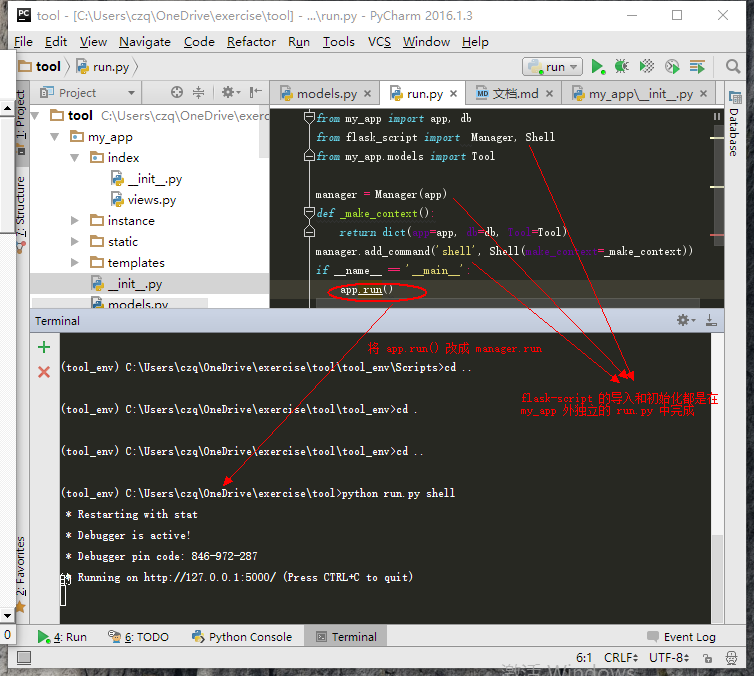 tool - [C:\Users\czq\OneDrive\exercise\tool] - ...\run.py - PyCharm 2016.1.3
File Edit View Navigate Code Refactor Run Tools VCS Window Help
tool run.py run
Project models.py run.py 文档.md my_app\__init__.py
1: Project
Z: Structure
2: Favorites
Database
tool C:\Users\czq\OneDrive\exerc
my_app
index
__init__.py
views.py
instance
static
templates
__init__.py
models.py
from my_app import app, db
from flask_script import Manager, Shell
from my_app.models import Tool
manager = Manager(app)
def _make_context():
return dict(app=app, db=db, Tool=Tool)
manager.add_command('shell', Shell(make_context=_make_context))
if __name__ == '__main__':
app.run()
Terminal
将 app.run() 改成 manager.run
flask-script 的导入和初始化都是在
my_app 外独立的 run.py 中完成
(tool_env) C:\Users\czq\OneDrive\exercise\tool\tool_env\Scripts>cd ..
(tool_env) C:\Users\czq\OneDrive\exercise\tool\tool_env>cd .
(tool_env) C:\Users\czq\OneDrive\exercise\tool\tool_env>cd ..
(tool_env) C:\Users\czq\OneDrive\exercise\tool>python run.py shell
* Restarting with stat
* Debugger is active!
* Debugger pin code: 846-972-287
* Running on http://127.0.0.1:5000/ (Press CTRL+C to quit)
0
4: Run 6: TODO Python Console Terminal Event Log
6:1 CRLF UTF-8
激活 Windows